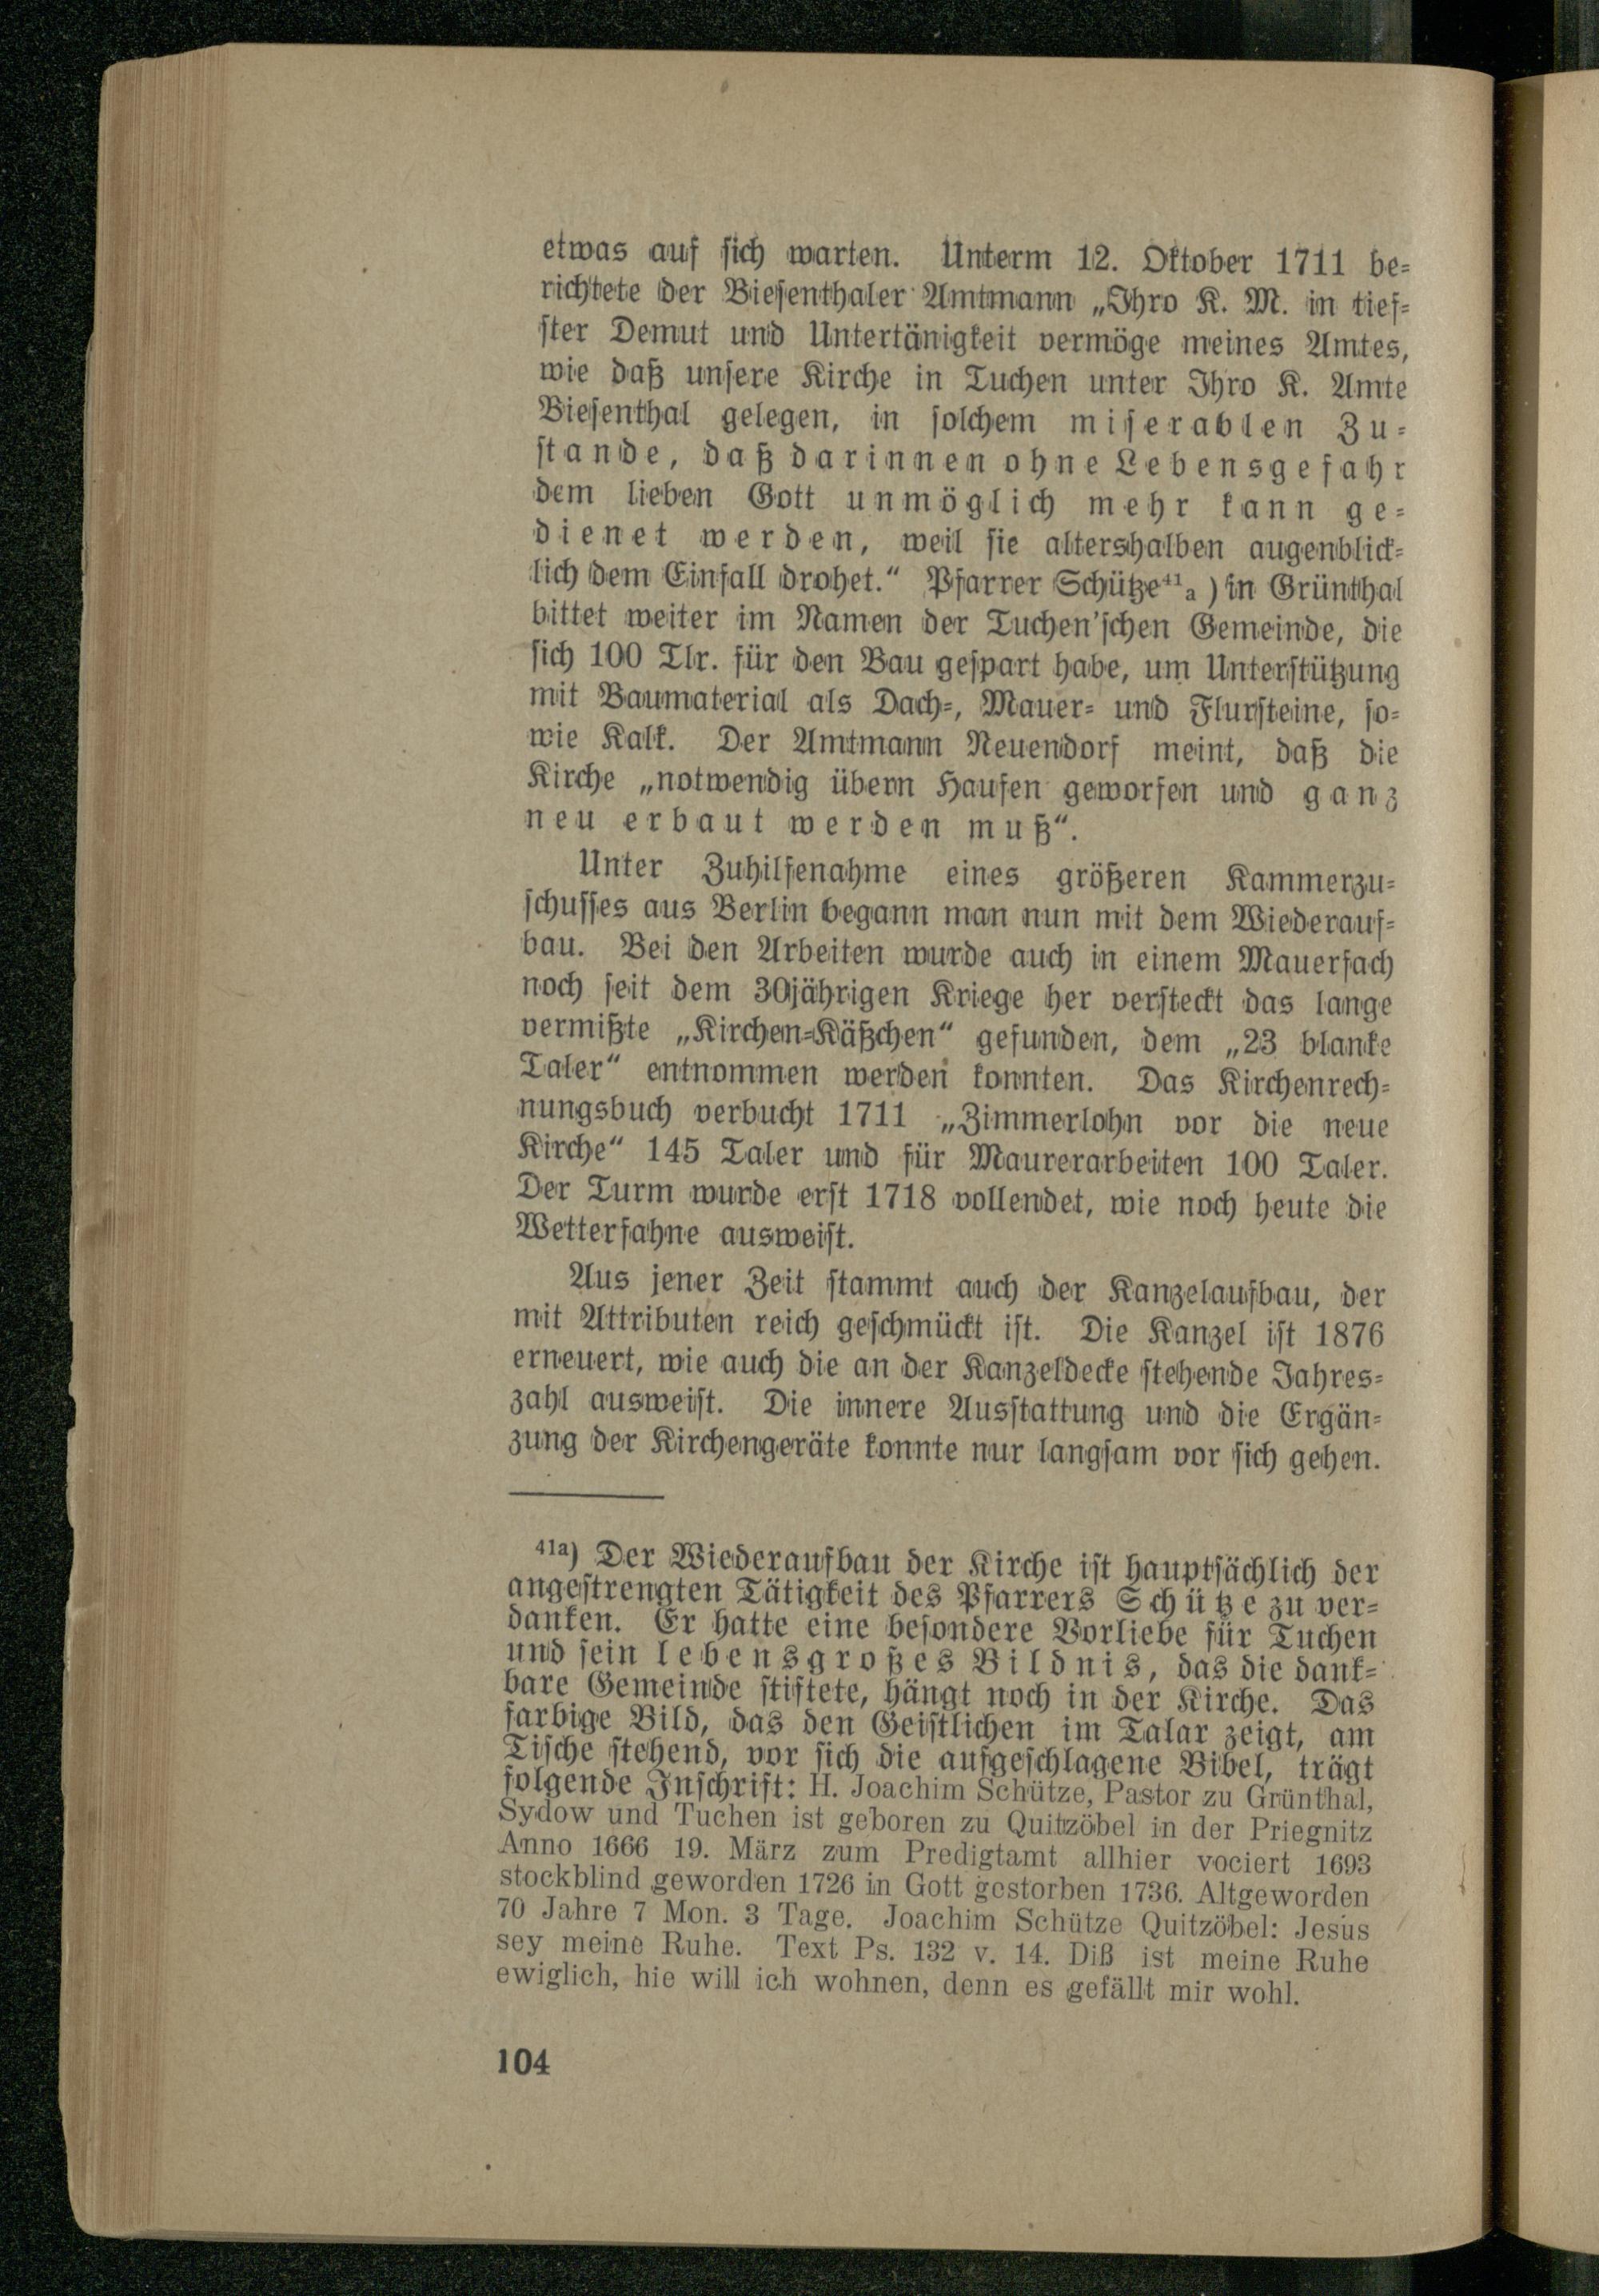 etwas auf sich warten. Unterm 12. Oktober 1711 be-
richtete der Biesenthaler Amtmann „Ihro K. M. in tief-
ster Demut und Untertänigkeit vermöge meines Amtes,
wie daß unsere Kirche in Tuchen unter Ihro K. Amte
Biesenthal gelegen, in solchem miserablen Zu-
stande, daß darinnen ohne Lebensgefahr
dem lieben Gott unmöglich mehr kann ge-
dienet werden, weil sie altershalben augenblick-
lich dem Einfall drohet.“ Pfarrer Schütze⁴¹a) in Grünthal
bittet weiter im Namen der Tuchen'schen Gemeinde, die
sich 100 Tlr. für den Bau gespart habe, um Unterstützung
mit Baumaterial als Dach-, Mauer- und Flursteine, so-
wie Kalk. Der Amtmann Neuendorf meint, daß die
Kirche „notwendig übern Haufen geworfen und ganz
neu erbaut werden muß“.
Unter Zuhilfenahme eines größeren Kammerzu-
schusses aus Berlin begann man nun mit dem Wiederauf-
bau. Bei den Arbeiten wurde auch in einem Mauerfach
noch seit dem 30jährigen Kriege her versteckt das lange
vermißte „Kirchen-Käßchen“ gefunden, dem „23 blanke
Taler“ entnommen werden konnten. Das Kirchenrech-
nungsbuch verbucht 1711 „Zimmerlohn vor die neue
Kirche“ 145 Taler und für Maurerarbeiten 100 Taler.
Der Turm wurde erst 1718 vollendet, wie noch heute die
Wetterfahne ausweist.
Aus jener Zeit stammt auch der Kanzelaufbau, der
mit Attributen reich geschmückt ist. Die Kanzel ist 1876
erneuert, wie auch die an der Kanzeldecke stehende Jahres-
zahl ausweist. Die innere Ausstattung und die Ergän-
zung der Kirchengeräte konnte nur langsam vor sich gehen.
⁴¹ᵃ) Der Wiederaufbau der Kirche ist hauptsächlich der
angestrengten Tätigkeit des Pfarrers Schütze zu ver-
danken. Er hatte eine besondere Vorliebe für Tuchen
und sein lebensgroßes Bildnis, das die dank-
bare Gemeinde stiftete, hängt noch in der Kirche. Das
farbige Bild, das den Geistlichen im Talar zeigt, am
Tische stehend, vor sich die aufgeschlagene Bibel, trägt
folgende Inschrift: H. Joachim Schütze, Pastor zu Grünthal,
Sydow und Tuchen ist geboren zu Quitzöbel in der Priegnitz
Anno 1666 19. März zum Predigtamt allhier vociert 1693
stockblind geworden 1726 in Gott gestorben 1736. Altgeworden
70 Jahre 7 Mon. 3 Tage. Joachim Schütze Quitzöbel: Jesus
sey meine Ruhe. Text Ps. 132 v. 14. Diß ist meine Ruhe
ewiglich, hie will ich wohnen, denn es gefällt mir wohl.
104